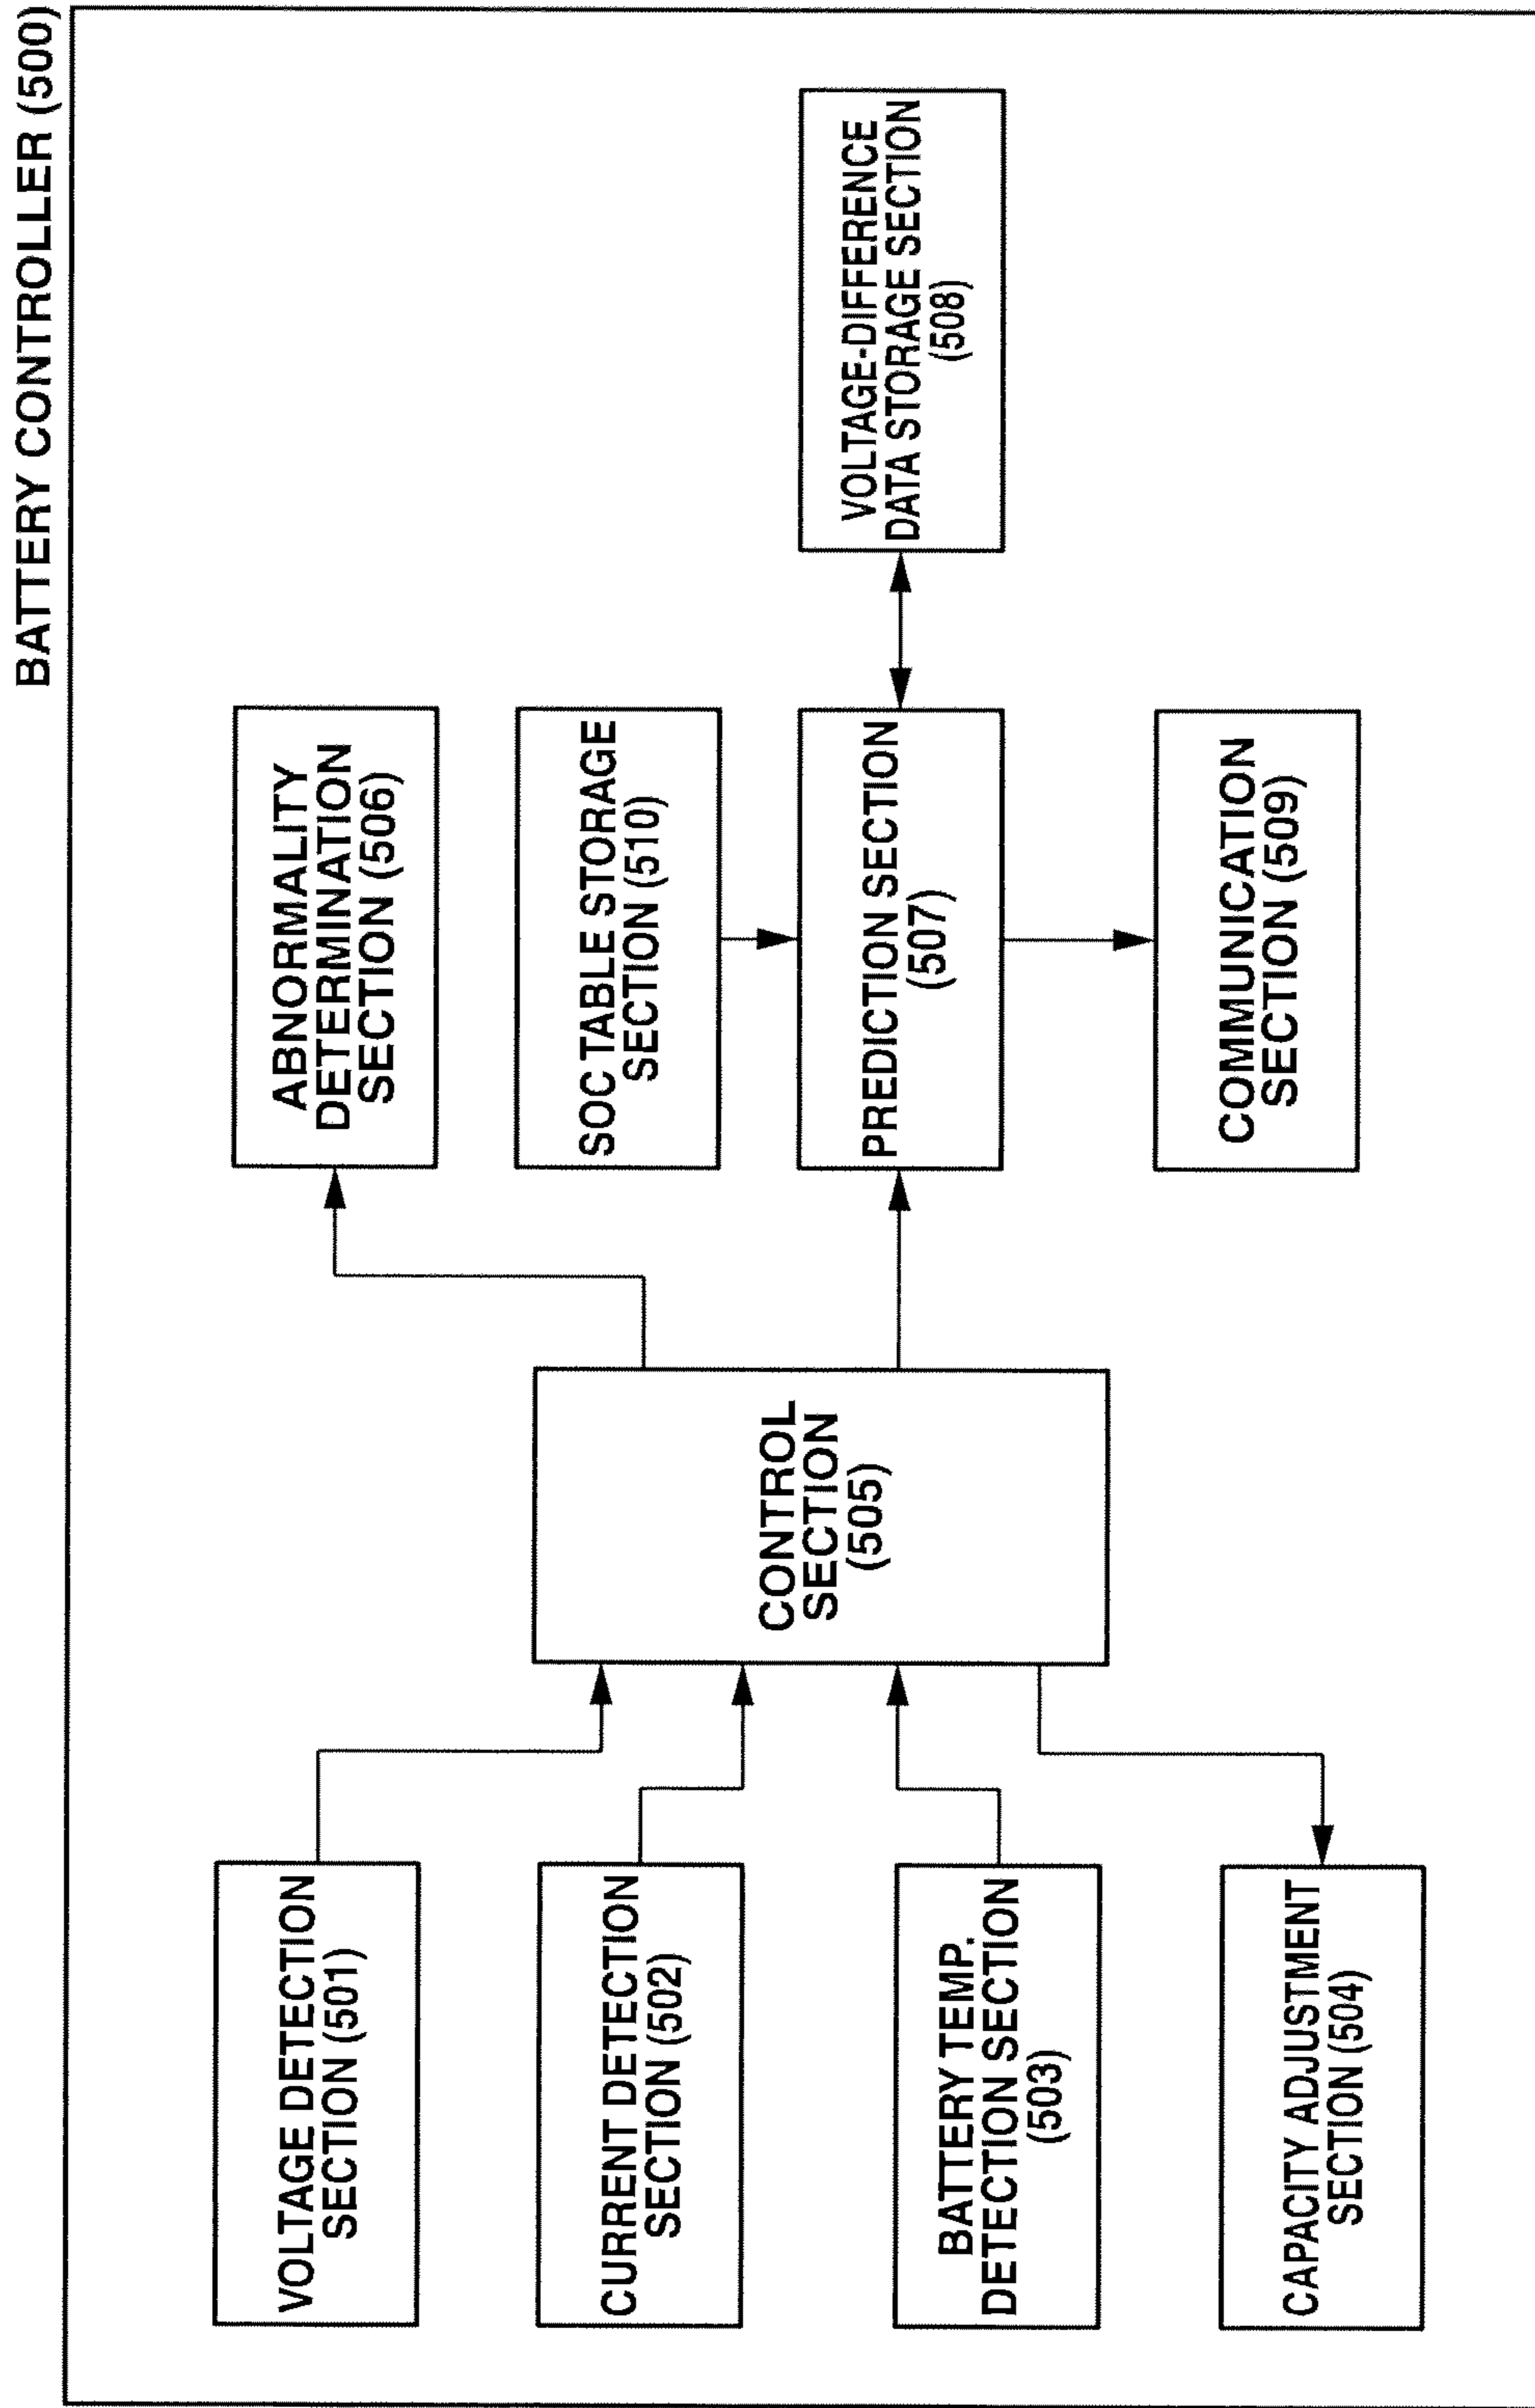 BATTERY CONTROLLER (500)
VOLTAGE DETECTION
SECTION (501)
CURRENT DETECTION
SECTION (502)
BATTERY TEMP.
DETECTION SECTION
(503)
CAPACITY ADJUSTMENT
SECTION (504)
CONTROL
SECTION
(505)
ABNORMALITY
DETERMINATION
SECTION (506)
SOC TABLE STORAGE
SECTION (510)
PREDICTION SECTION
(507)
COMMUNICATION
SECTION (509)
VOLTAGE-DIFFERENCE
DATA STORAGE SECTION
(508)